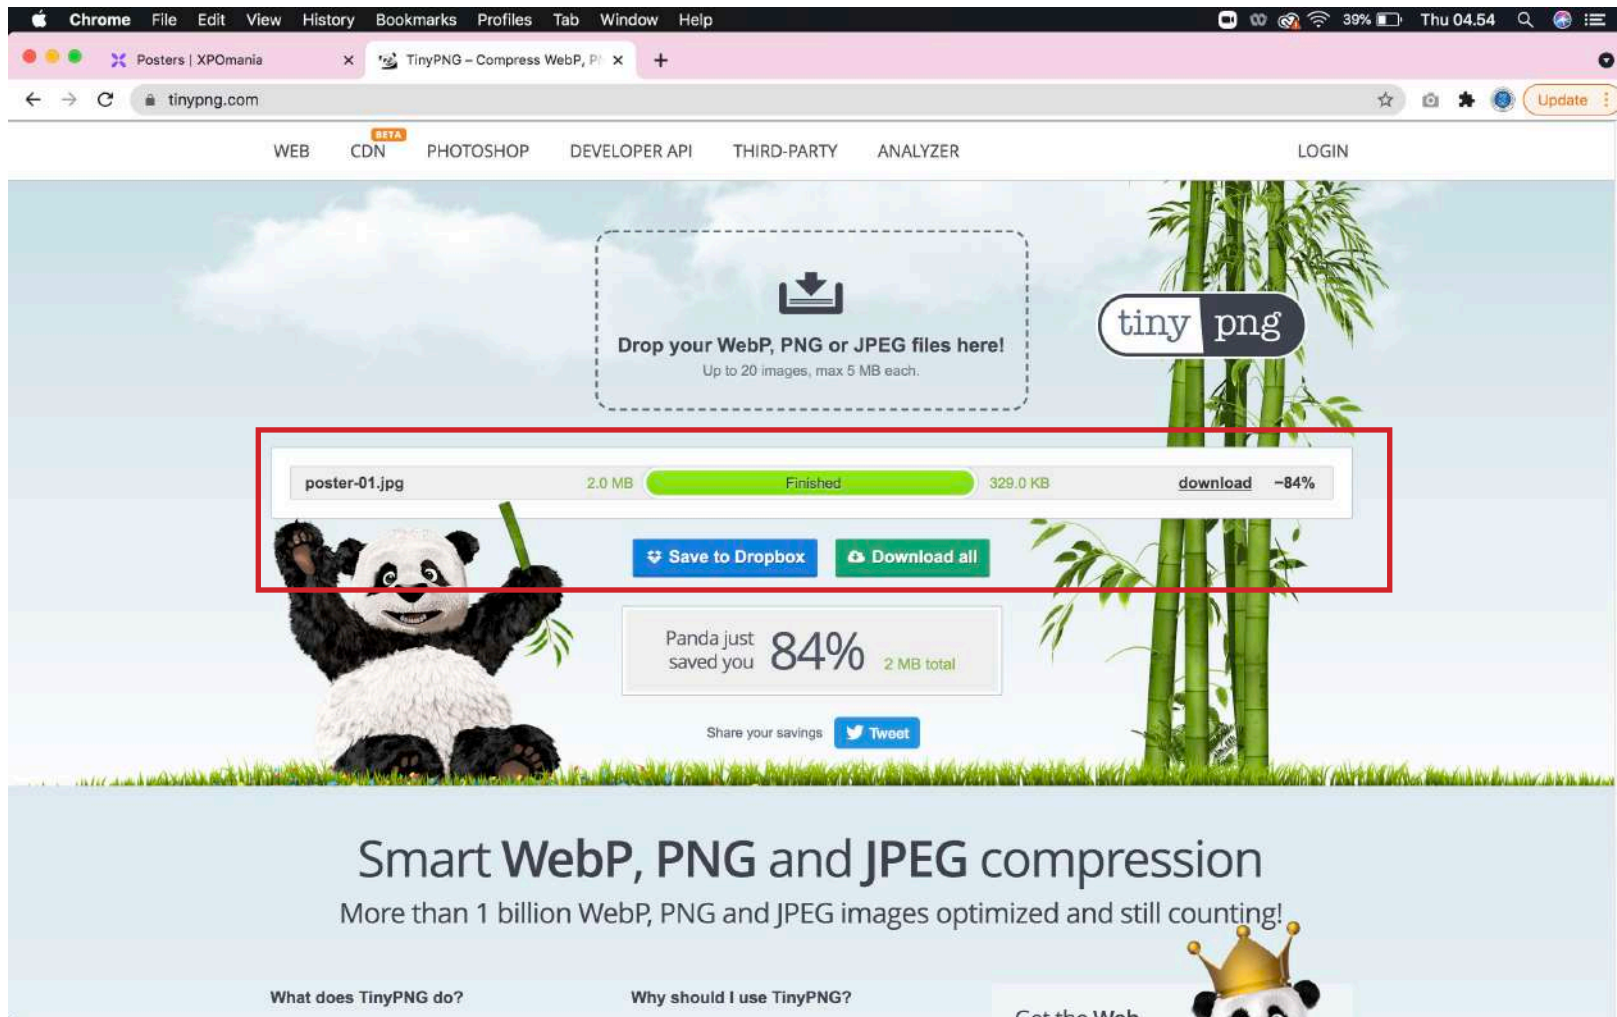 Chrome File Edit View History Bookmarks Profiles Tab Window Help 39% Thu 04.54
Posters | XPOmania TinyPNG – Compress WebP, P
tinypng.com Update
BETA
WEB CDN PHOTOSHOP DEVELOPER API THIRD-PARTY ANALYZER LOGIN
tiny png
Drop your WebP, PNG or JPEG files here!
Up to 20 images, max 5 MB each.
poster-01.jpg 2.0 MB Finished 329.0 KB download −84%
Save to Dropbox Download all
Panda just saved you 84% 2 MB total
Share your savings Tweet
Smart WebP, PNG and JPEG compression
More than 1 billion WebP, PNG and JPEG images optimized and still counting!
What does TinyPNG do? Why should I use TinyPNG?
Get the Web